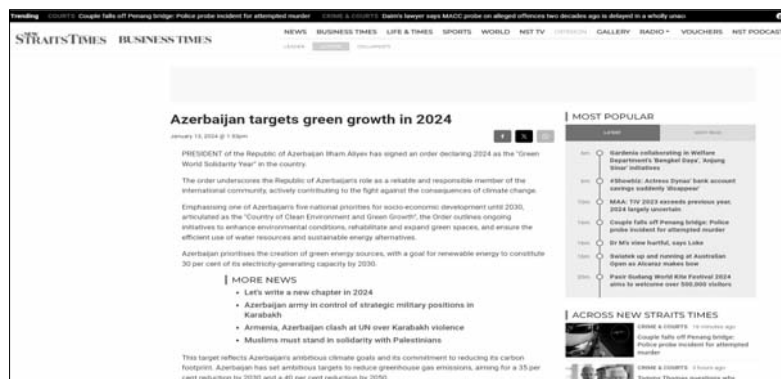 Trending COURTS Couple falls off Penang bridge: Police probe incident for attempted murder CRIME & COURTS Daim's lawyer says MACC probe on alleged offences two decades ago is delayed in a wholly unacc
NEW STRAITS TIMES BUSINESS TIMES
NEWS BUSINESS TIMES LIFE & TIMES SPORTS WORLD NST TV OPINION GALLERY RADIO VOUCHERS NST PODCAST
LEADER LETTERS COLUMNISTS
Azerbaijan targets green growth in 2024
January 13, 2024 @ 1:53pm
PRESIDENT of the Republic of Azerbaijan Ilham Aliyev has signed an order declaring 2024 as the "Green
World Solidarity Year" in the country.
The order underscores the Republic of Azerbaijan's role as a reliable and responsible member of the
international community, actively contributing to the fight against the consequences of climate change.
Emphasising one of Azerbaijan's five national priorities for socio-economic development until 2030,
articulated as the "Country of Clean Environment and Green Growth", the Order outlines ongoing
initiatives to enhance environmental conditions, rehabilitate and expand green spaces, and ensure the
efficient use of water resources and sustainable energy alternatives.
Azerbaijan prioritises the creation of green energy sources, with a goal for renewable energy to constitute
30 per cent of its electricity-generating capacity by 2030.
MORE NEWS
• Let's write a new chapter in 2024
• Azerbaijan army in control of strategic military positions in
Karabakh
• Armenia, Azerbaijan clash at UN over Karabakh violence
• Muslims must stand in solidarity with Palestinians
This target reflects Azerbaijan's ambitious climate goals and its commitment to reducing its carbon
footprint. Azerbaijan has set ambitious targets to reduce greenhouse gas emissions, aiming for a 35 per
cent reduction by 2030 and a 40 per cent reduction by 2050.
MOST POPULAR
LATEST MOST READ
Gardenia collaborating in Welfare
Department's 'Bengkel Daya', 'Anjung
Sinar' initiatives
#Showbiz: Actress Dynas' bank account
savings suddenly 'disappear'
MAA: TIV 2023 exceeds previous year,
2024 largely uncertain
Couple falls off Penang bridge: Police
probe incident for attempted murder
Dr M's view hurtful, says Loke
Swiatek up and running at Australian
Open as Alcaraz makes bow
Pasir Gudang World Kite Festival 2024
aims to welcome over 500,000 visitors
ACROSS NEW STRAITS TIMES
CRIME & COURTS 16 minutes ago
Couple falls off Penang bridge:
Police probe incident for attempted
murder
CRIME & COURTS 3 hours ago